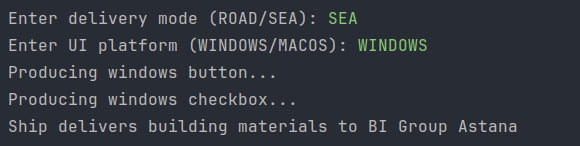 Enter delivery mode (ROAD/SEA): SEA
Enter UI platform (WINDOWS/MACOS): WINDOWS
Producing windows button...
Producing windows checkbox...
Ship delivers building materials to BI Group Astana